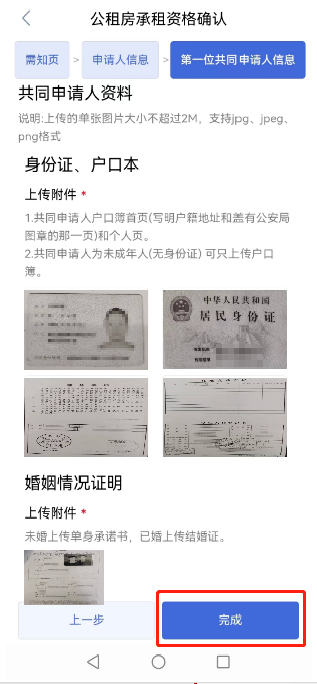 公租房承租资格确认
需知页 > 申请人信息 > 第一位共同申请人信息
共同申请人资料
说明:上传的单张图片大小不超过2M，支持jpg、jpeg、
png格式
身份证、户口本
上传附件 *
1.共同申请人户口簿首页(写明户籍地址和盖有公安局
图章的那一页)和个人页。
2.共同申请人为未成年人(无身份证) 可只上传户口
簿。
中华人民共和国
居民身份证
婚姻情况证明
上传附件 *
未婚上传单身承诺书，已婚上传结婚证。
上一步
完成